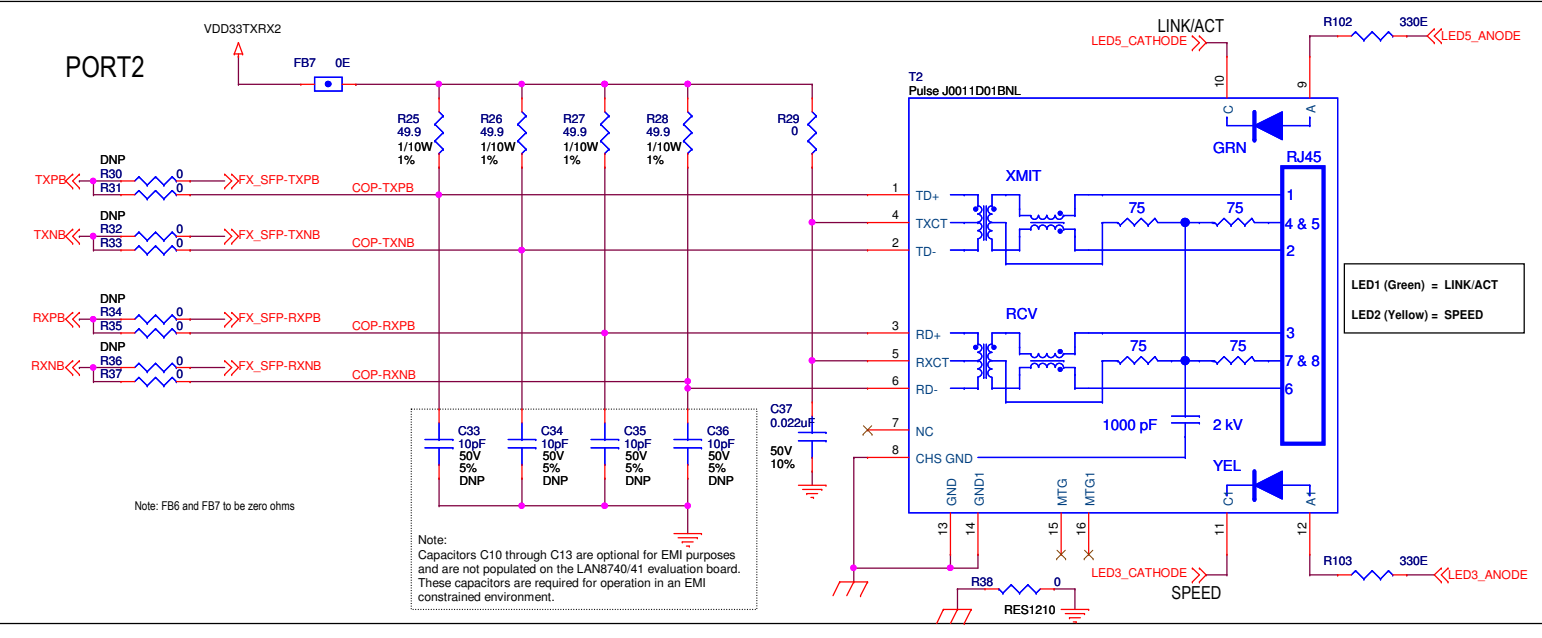 PORT2
VDD33TXRX2
FB7 0E
R25
49.9
1/10W
1%
R26
49.9
1/10W
1%
R27
49.9
1/10W
1%
R28
49.9
1/10W
1%
R29
0
DNP
R30 0
R31 0
TXPB
FX_SFP-TXPB
COP-TXPB
DNP
R32 0
R33 0
TXNB
FX_SFP-TXNB
COP-TXNB
DNP
R34 0
R35 0
RXPB
FX_SFP-RXPB
COP-RXPB
DNP
R36 0
R37 0
RXNB
FX_SFP-RXNB
COP-RXNB
C33
10pF
50V
5%
DNP
C34
10pF
50V
5%
DNP
C35
10pF
50V
5%
DNP
C36
10pF
50V
5%
DNP
C37
0.022uF
50V
10%
Note: FB6 and FB7 to be zero ohms
Note:
Capacitors C10 through C13 are optional for EMI purposes
and are not populated on the LAN8740/41 evaluation board.
These capacitors are required for operation in an EMI
constrained environment.
T2
Pulse J0011D01BNL
LINK/ACT
LED5_CATHODE
10
9
R102 330E
LED5_ANODE
C
A
GRN
RJ45
XMIT
1 TD+
4 TXCT
2 TD-
75 75
1
4 & 5
2
RCV
3 RD+
5 RXCT
6 RD-
75 75
3
7 & 8
6
7 NC
8 CHS GND
1000 pF 2 kV
GND
GND1
MTG
MTG1
13
14
15
16
YEL
C1
A1
11
12
LED3_CATHODE
SPEED
R103 330E
LED3_ANODE
R38 0
RES1210
LED1 (Green) = LINK/ACT
LED2 (Yellow) = SPEED